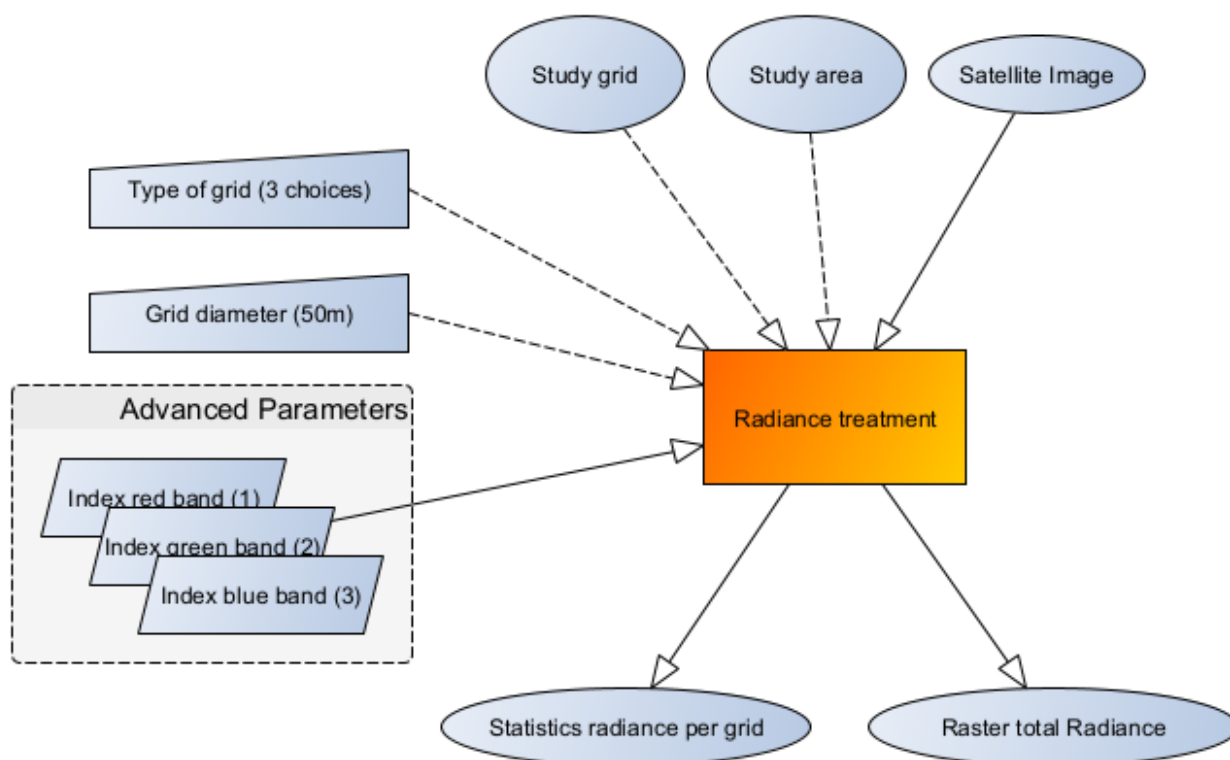 Study grid
Study area
Satellite Image
Type of grid (3 choices)
Grid diameter (50m)
Advanced Parameters
Radiance treatment
Index red band (1)
Index green band (2)
Index blue band (3)
Statistics radiance per grid
Raster total Radiance